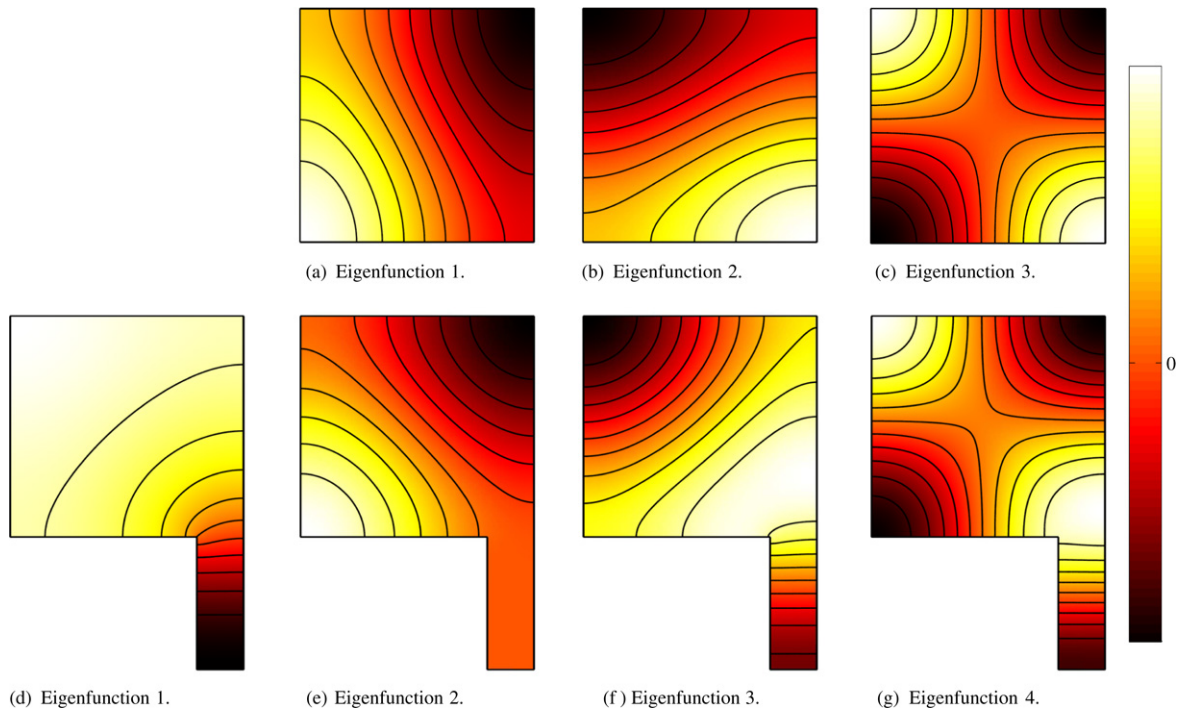 (a) Eigenfunction 1.
(b) Eigenfunction 2.
(c) Eigenfunction 3.
0
(d) Eigenfunction 1.
(e) Eigenfunction 2.
(f ) Eigenfunction 3.
(g) Eigenfunction 4.